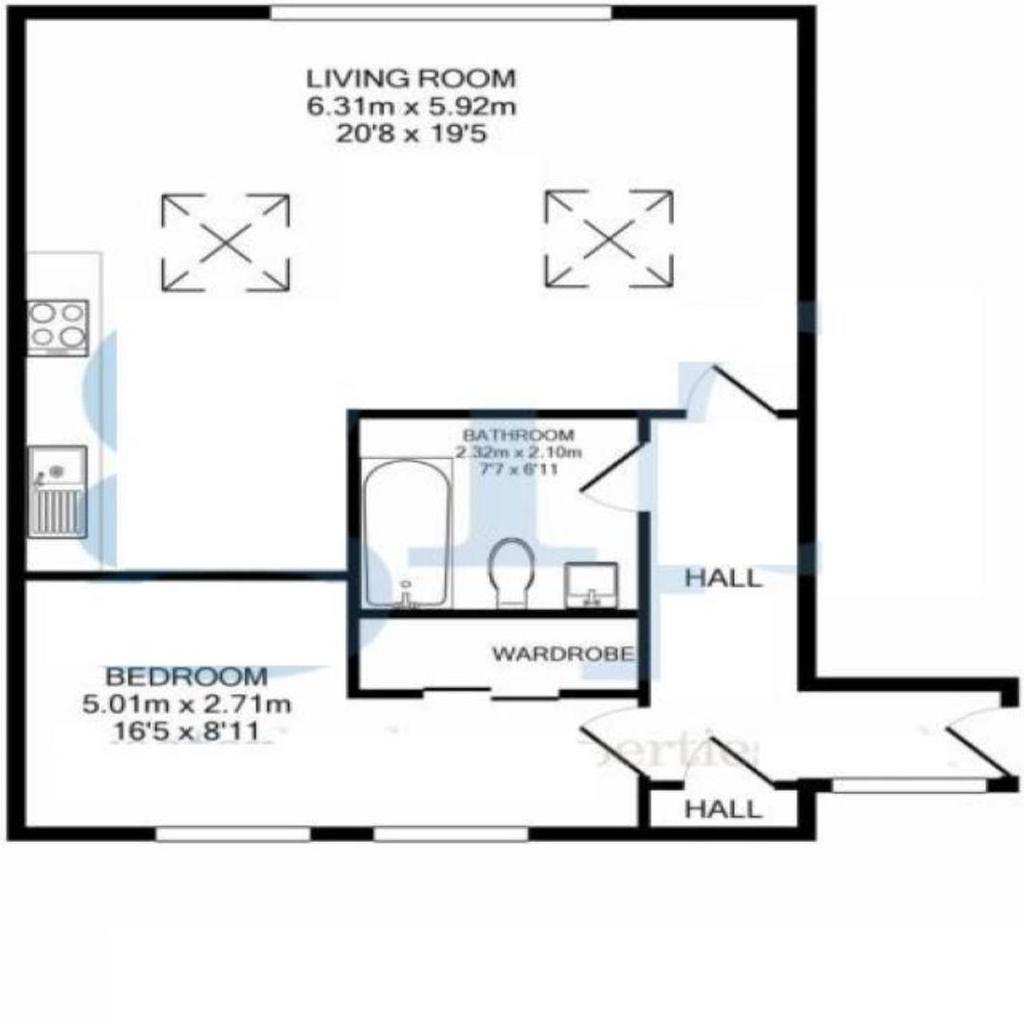 LIVING ROOM
6.31m x 5.92m
20'8 x 19'5
BATHROOM
2.32m x 2.10m
7'7 x 6'11
HALL
WARDROBE
BEDROOM
5.01m x 2.71m
16'5 x 8'11
HALL